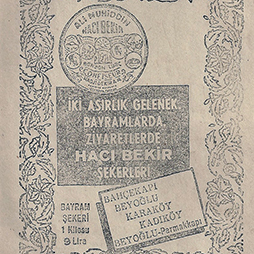 ALİ MUHİDDİN
HACI BEKİR
İKİ ASIRLIK GELENEK
BAYRAMLARDA
ZİYARETLERDE
HACI BEKİR
ŞEKERLERİ
BAHÇEKAPI
BEYOĞLU
KARAKÖY
KADIKÖY
BEYOĞLU-Parmakkapı
BAYRAM
ŞEKERİ
1 Kilosu
9 Lira